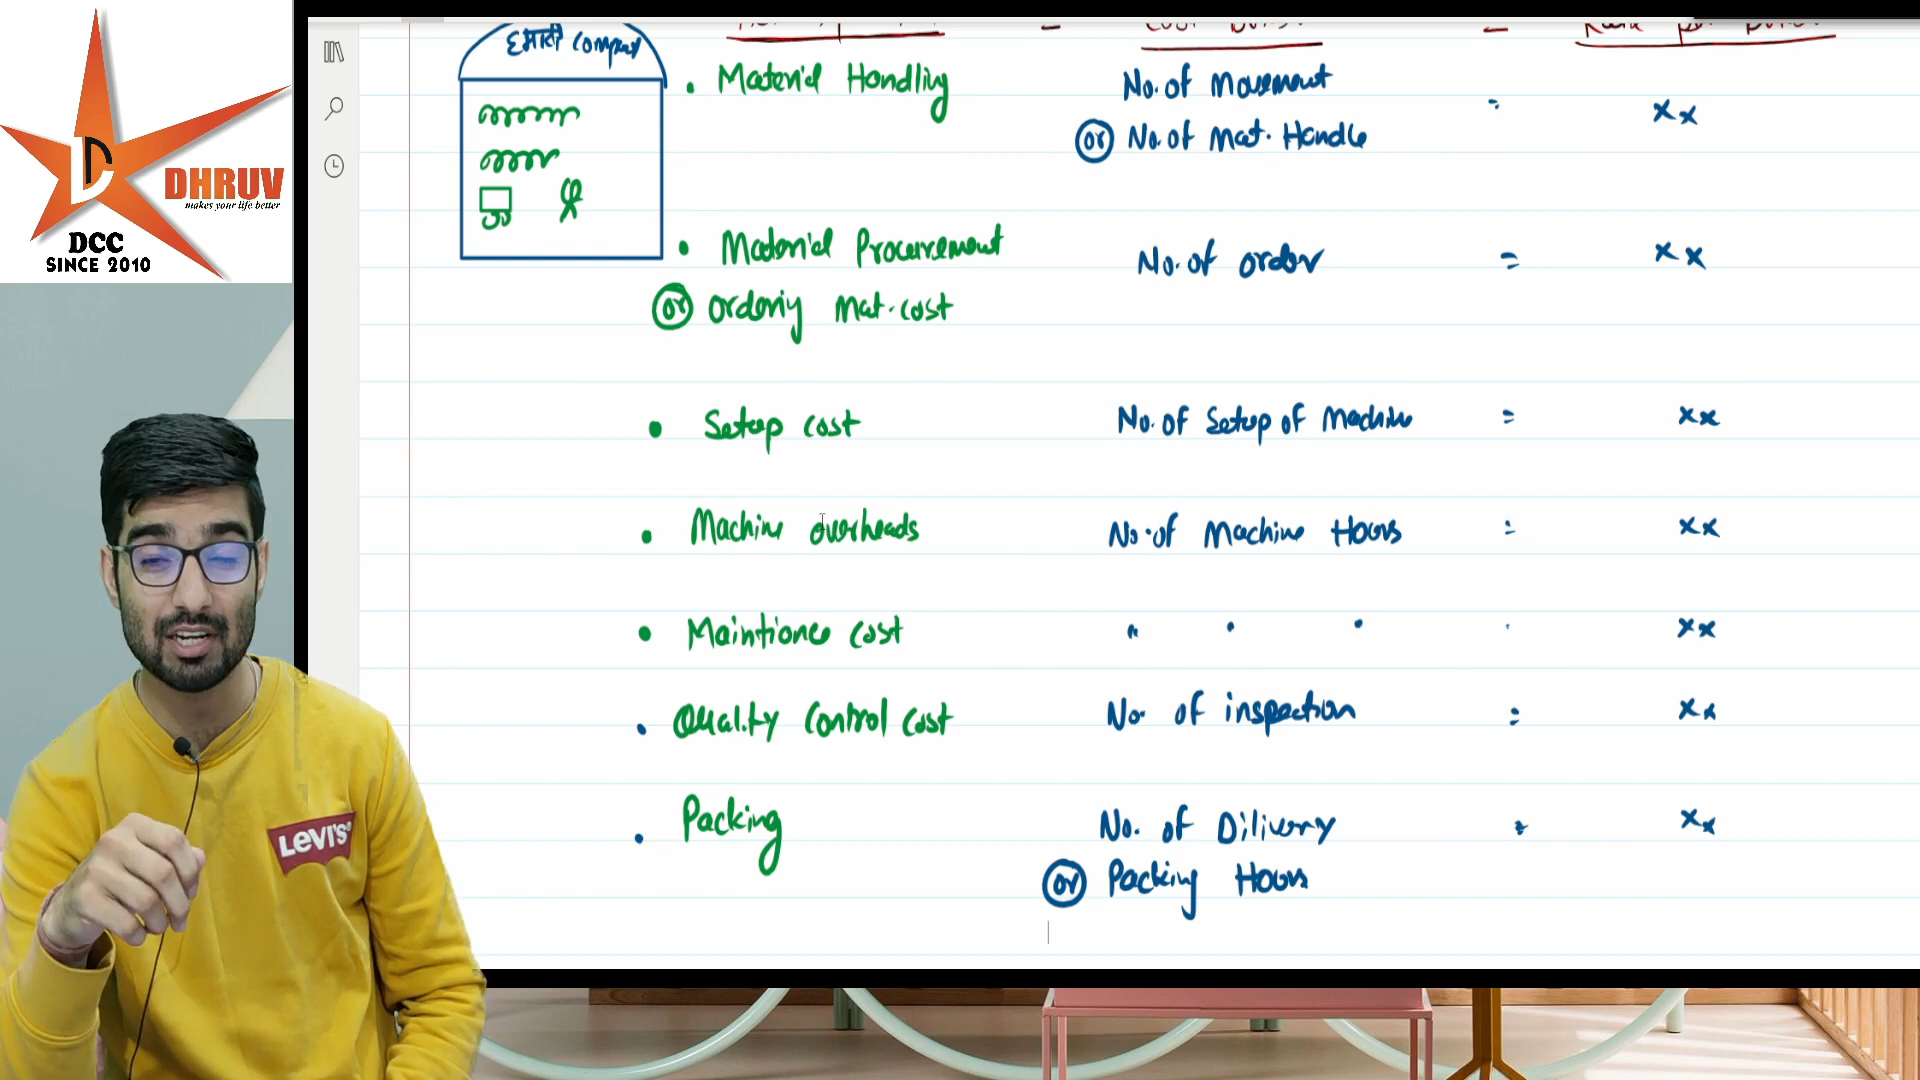 DHRUV
makes your life better
DCC
SINCE 2010
हमारी
• Material Handling No. of Movement = xx
or No. of Mat. Handle
• Material Procurement No. of order = xx
or ordering Mat. cost
• Setup cost No. of Setup of Machine = xx
• Machine overheads No. of Machine Hours = xx
• Maintionce cost " " " " xx
• Quality Control Cost No. of inspection = xx
• Packing No. of Dilivery = xx
or Packing Hours
LEVI'S